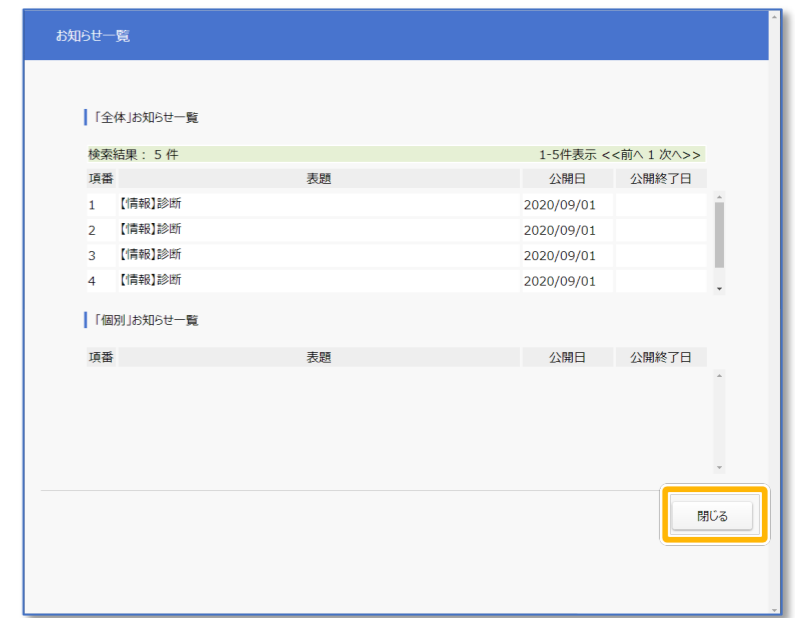 お知らせ一覧
「全体」お知らせ一覧
検索結果： 5 件 1-5件表示 <<前へ 1 次へ>>
項番 表題 公開日 公開終了日
1 【情報】診断 2020/09/01
2 【情報】診断 2020/09/01
3 【情報】診断 2020/09/01
4 【情報】診断 2020/09/01
「個別」お知らせ一覧
項番 表題 公開日 公開終了日
閉じる